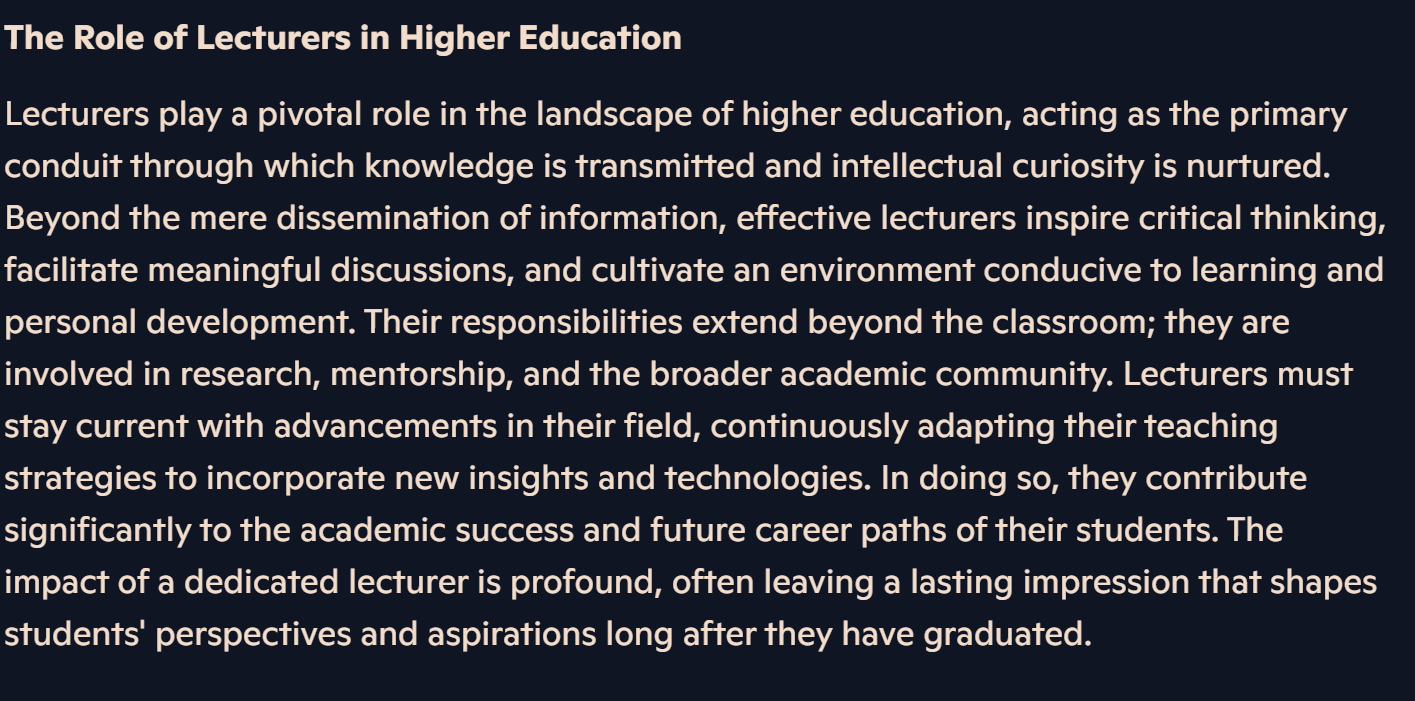 The Role of Lecturers in Higher Education
Lecturers play a pivotal role in the landscape of higher education, acting as the primary
conduit through which knowledge is transmitted and intellectual curiosity is nurtured.
Beyond the mere dissemination of information, effective lecturers inspire critical thinking,
facilitate meaningful discussions, and cultivate an environment conducive to learning and
personal development. Their responsibilities extend beyond the classroom; they are
involved in research, mentorship, and the broader academic community. Lecturers must
stay current with advancements in their field, continuously adapting their teaching
strategies to incorporate new insights and technologies. In doing so, they contribute
significantly to the academic success and future career paths of their students. The
impact of a dedicated lecturer is profound, often leaving a lasting impression that shapes
students' perspectives and aspirations long after they have graduated.